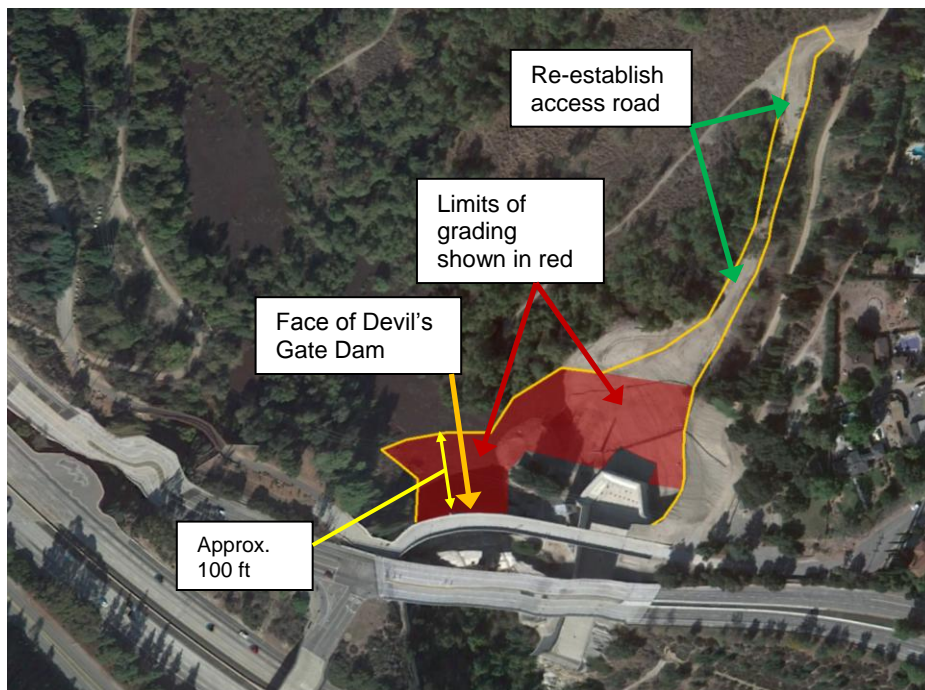 Re-establish
access road
Limits of
grading
shown in red
Face of Devil’s
Gate Dam
Approx.
100 ft